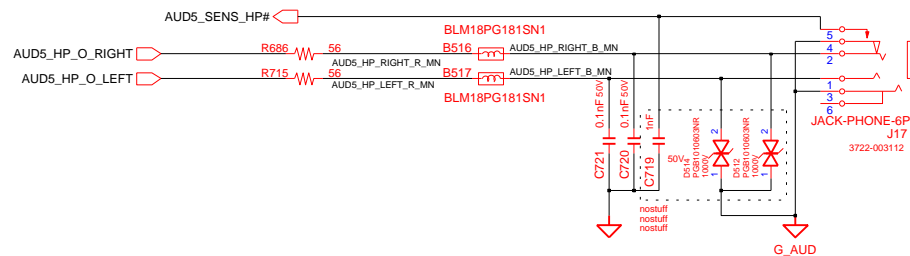 AUD5_SENS_HP#
AUD5_HP_O_RIGHT
R686
56
B516
AUD5_HP_RIGHT_B_MN
AUD5_HP_RIGHT_R_MN
AUD5_HP_O_LEFT
R715
56
B517
AUD5_HP_LEFT_B_MN
AUD5_HP_LEFT_R_MN
BLM18PG181SN1
BLM18PG181SN1
5
4
2
1
3
6
JACK-PHONE-6P
J17
3722-003112
0.1nF 50V
C721
0.1nF 50V
C720
1nF
C719
50V
2
D514
PGB1010603NR
1000V
1
2
D512
PGB1010603NR
1000V
1
nostuff
nostuff
nostuff
G_AUD